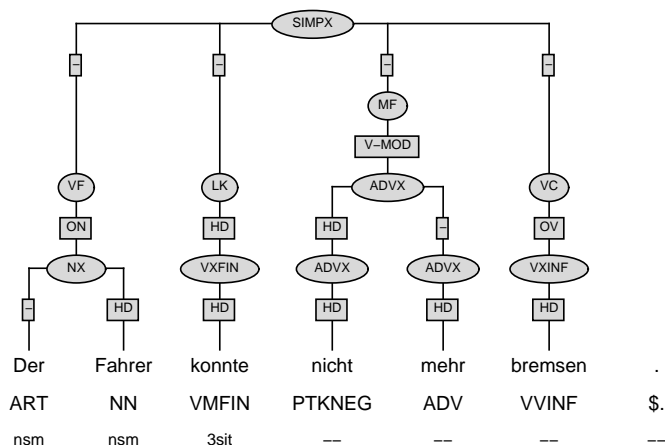 SIMPX
– – – –
MF
V–MOD
VF LK ADVX VC
ON HD HD – OV
NX VXFIN ADVX ADVX VXINF
– HD HD HD HD HD
Der Fahrer konnte nicht mehr bremsen .
ART NN VMFIN PTKNEG ADV VVINF $.
nsm nsm 3sit –– –– –– ––